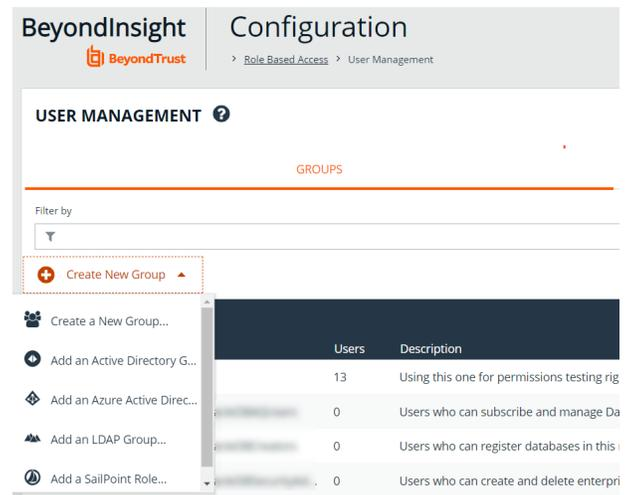 BeyondInsight
BeyondTrust
Configuration
> Role Based Access > User Management
USER MANAGEMENT ?
GROUPS
Filter by
Create New Group
Create a New Group...
Add an Active Directory G...
Add an Azure Active Direc...
Add an LDAP Group...
Add a SailPoint Role...
Users Description
13 Using this one for permissions testing rig
0 Users who can subscribe and manage Da
0 Users who can register databases in this
0 Users who can create and delete enterpri